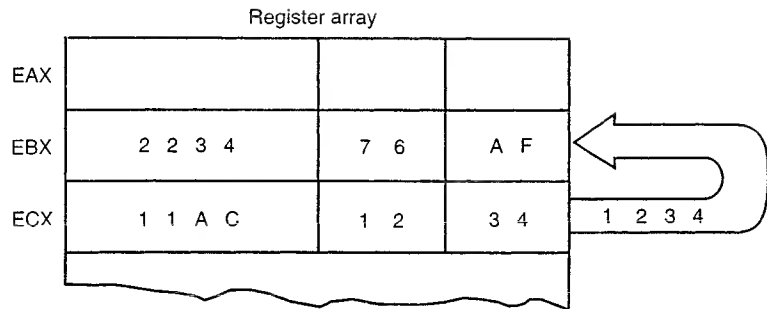 Register array
EAX
EBX 2 2 3 4 7 6 A F
ECX 1 1 A C 1 2 3 4 1 2 3 4